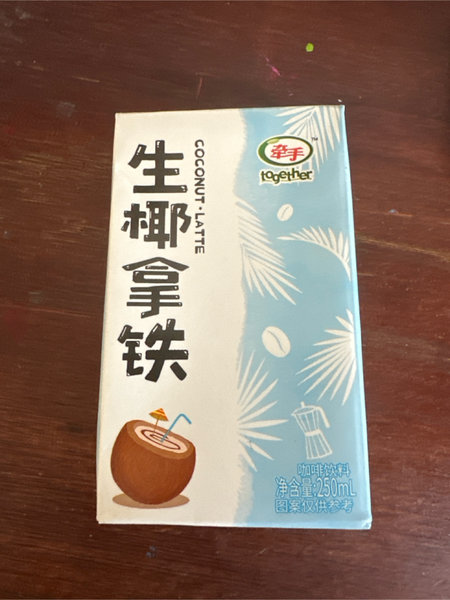 牵手
™
together
生椰拿铁
COCONUT·LATTE
咖啡饮料
净含量:250mL
图案仅供参考